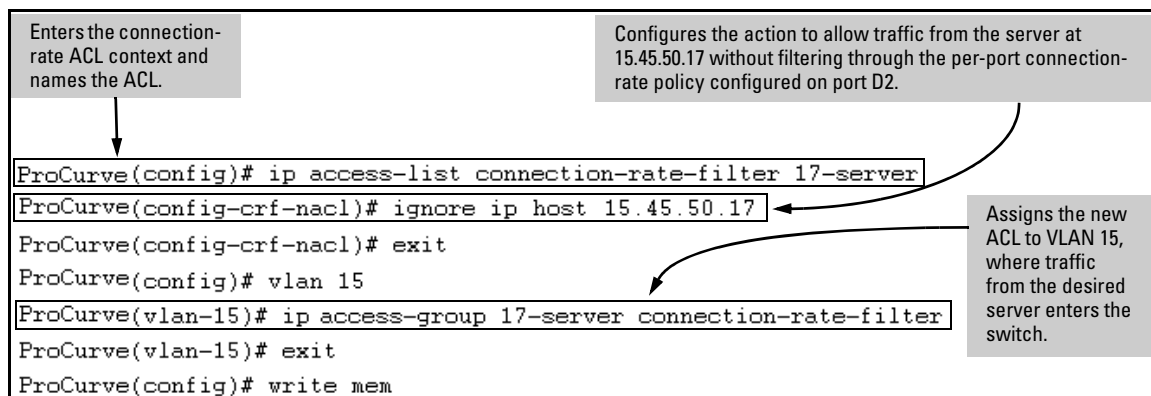 Enters the connection-
rate ACL context and
names the ACL.
Configures the action to allow traffic from the server at
15.45.50.17 without filtering through the per-port connection-
rate policy configured on port D2.
ProCurve(config)# ip access-list connection-rate-filter 17-server
ProCurve(config-crf-nacl)# ignore ip host 15.45.50.17
ProCurve(config-crf-nacl)# exit
ProCurve(config)# vlan 15
ProCurve(vlan-15)# ip access-group 17-server connection-rate-filter
ProCurve(vlan-15)# exit
ProCurve(config)# write mem
Assigns the new
ACL to VLAN 15,
where traffic
from the desired
server enters the
switch.